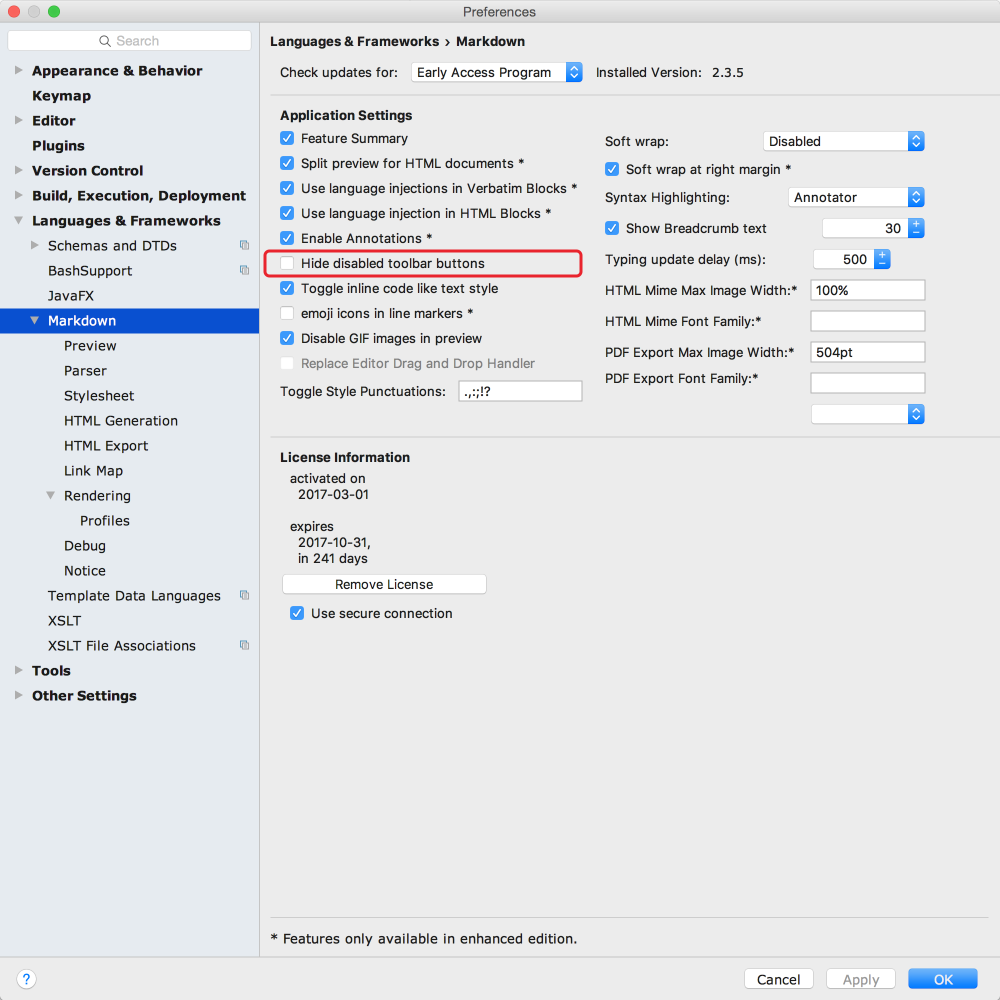 Preferences
Search
Appearance & Behavior
Keymap
Editor
Plugins
Version Control
Build, Execution, Deployment
Languages & Frameworks
Schemas and DTDs
BashSupport
JavaFX
Markdown
Preview
Parser
Stylesheet
HTML Generation
HTML Export
Link Map
Rendering
Profiles
Debug
Notice
Template Data Languages
XSLT
XSLT File Associations
Tools
Other Settings
Languages & Frameworks › Markdown
Check updates for: Early Access Program Installed Version: 2.3.5
Application Settings
Feature Summary
Split preview for HTML documents *
Use language injections in Verbatim Blocks *
Use language injection in HTML Blocks *
Enable Annotations *
Hide disabled toolbar buttons
Toggle inline code like text style
emoji icons in line markers *
Disable GIF images in preview
Replace Editor Drag and Drop Handler
Toggle Style Punctuations: .,:;!?
Soft wrap: Disabled
Soft wrap at right margin *
Syntax Highlighting: Annotator
Show Breadcrumb text 30
Typing update delay (ms): 500
HTML Mime Max Image Width:* 100%
HTML Mime Font Family:*
PDF Export Max Image Width:* 504pt
PDF Export Font Family:*
License Information
activated on
2017-03-01
expires
2017-10-31,
in 241 days
Remove License
Use secure connection
* Features only available in enhanced edition.
? Cancel Apply OK